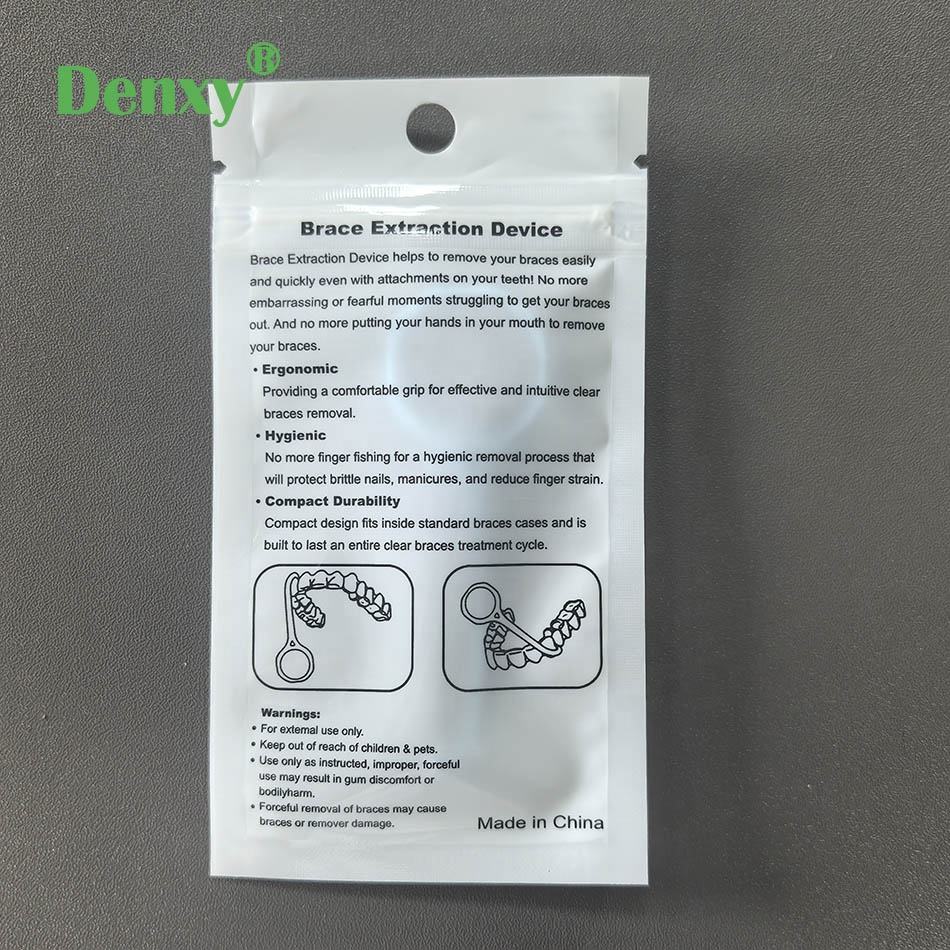 Denxy®
Brace Extraction Device
Brace Extraction Device helps to remove your braces easily
and quickly even with attachments on your teeth! No more
embarrassing or fearful moments struggling to get your braces
out. And no more putting your hands in your mouth to remove
your braces.
• Ergonomic
Providing a comfortable grip for effective and intuitive clear
braces removal.
• Hygienic
No more finger fishing for a hygienic removal process that
will protect brittle nails, manicures, and reduce finger strain.
• Compact Durability
Compact design fits inside standard braces cases and is
built to last an entire clear braces treatment cycle.
Warnings:
• For external use only.
• Keep out of reach of children & pets.
• Use only as instructed, improper, forceful
use may result in gum discomfort or
bodilyharm.
• Forceful removal of braces may cause
braces or remover damage.
Made in China